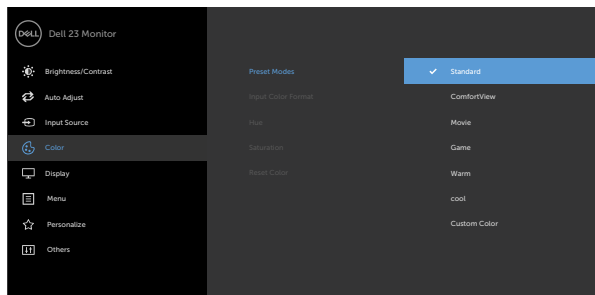 DELL Dell 23 Monitor
Brightness/Contrast
Auto Adjust
Input Source
Color
Display
Menu
Personalize
Others
Preset Modes
Input Color Format
Hue
Saturation
Reset Color
Standard
ComfortView
Movie
Game
Warm
cool
Custom Color